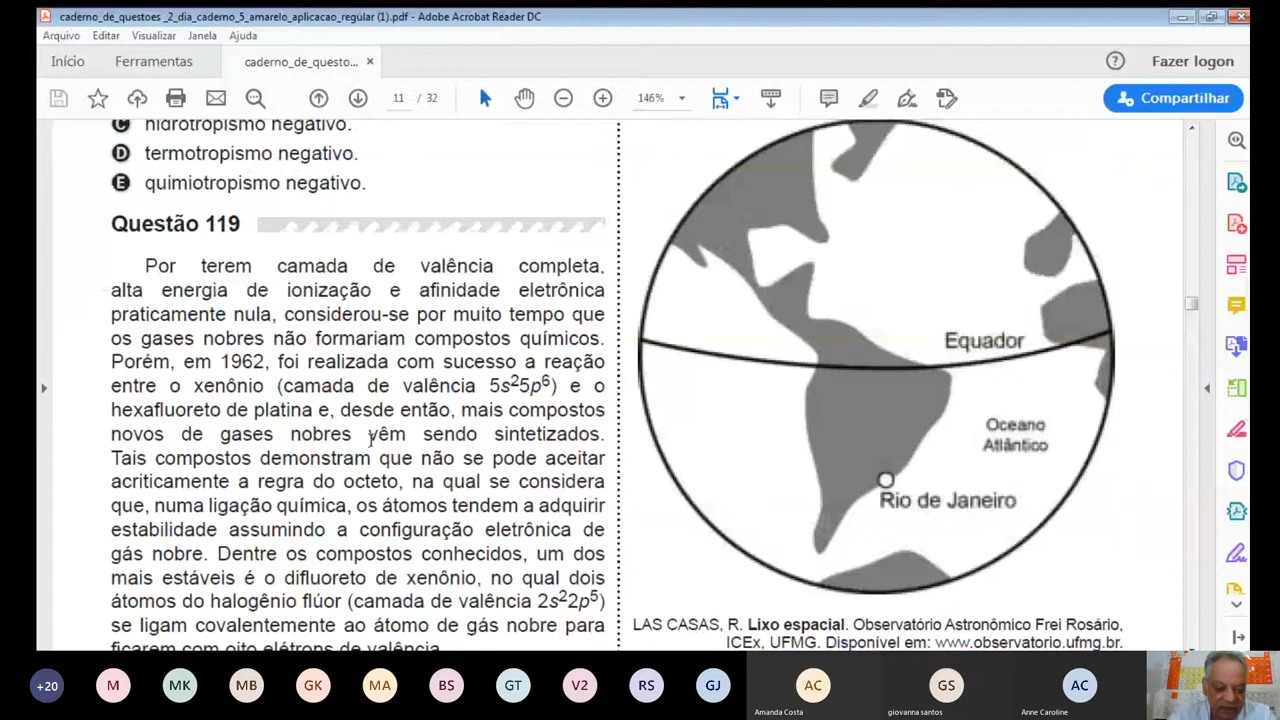 caderno_de_questoes _2_dia_caderno_5_amarelo_aplicacao_regular (1).pdf - Adobe Acrobat Reader DC
Arquivo Editar Visualizar Janela Ajuda
Início Ferramentas caderno_de_questo... × Fazer logon
11 / 32 146% Compartilhar
C hidrotropismo negativo.
D termotropismo negativo.
E quimiotropismo negativo.
Questão 119
Por terem camada de valência completa,
alta energia de ionização e afinidade eletrônica
praticamente nula, considerou-se por muito tempo que
os gases nobres não formariam compostos químicos.
Porém, em 1962, foi realizada com sucesso a reação
entre o xenônio (camada de valência 5s²5p⁶) e o
hexafluoreto de platina e, desde então, mais compostos
novos de gases nobres vêm sendo sintetizados.
Tais compostos demonstram que não se pode aceitar
acriticamente a regra do octeto, na qual se considera
que, numa ligação química, os átomos tendem a adquirir
estabilidade assumindo a configuração eletrônica de
gás nobre. Dentre os compostos conhecidos, um dos
mais estáveis é o difluoreto de xenônio, no qual dois
átomos do halogênio flúor (camada de valência 2s²2p⁵)
se ligam covalentemente ao átomo de gás nobre para
ficarem com oito elétrons de valência.
Equador
Oceano
Atlântico
Rio de Janeiro
LAS CASAS, R. Lixo espacial. Observatório Astronômico Frei Rosário,
ICEx, UFMG. Disponível em: www.observatorio.ufmg.br.
+20 M MK MB GK MA BS GT V2 RS GJ AC GS AC
Amanda Costa giovanna santos Anne Caroline